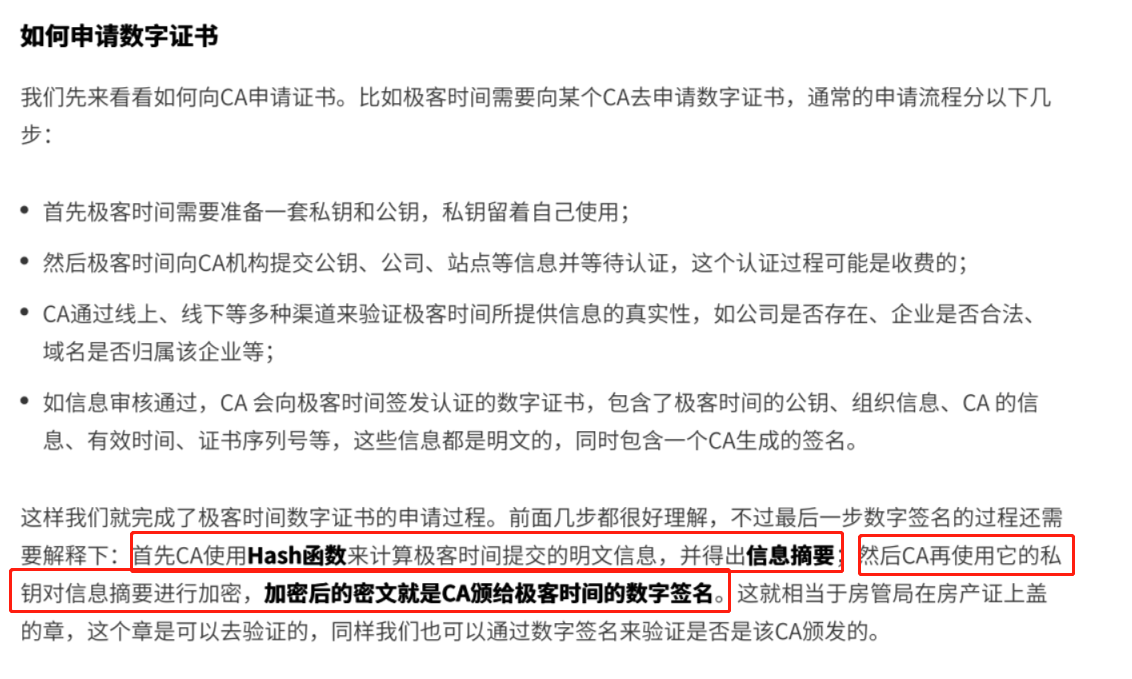 如何申请数字证书
我们先来看看如何向CA申请证书。比如极客时间需要向某个CA去申请数字证书，通常的申请流程分以下几
步：
• 首先极客时间需要准备一套私钥和公钥，私钥留着自己使用；
• 然后极客时间向CA机构提交公钥、公司、站点等信息并等待认证，这个认证过程可能是收费的；
• CA通过线上、线下等多种渠道来验证极客时间所提供信息的真实性，如公司是否存在、企业是否合法、
域名是否归属该企业等；
• 如信息审核通过，CA 会向极客时间签发认证的数字证书，包含了极客时间的公钥、组织信息、CA 的信
息、有效时间、证书序列号等，这些信息都是明文的，同时包含一个CA生成的签名。
这样我们就完成了极客时间数字证书的申请过程。前面几步都很好理解，不过最后一步数字签名的过程还需
要解释下：首先CA使用Hash函数来计算极客时间提交的明文信息，并得出信息摘要；然后CA再使用它的私
钥对信息摘要进行加密，加密后的密文就是CA颁给极客时间的数字签名。这就相当于房管局在房产证上盖
的章，这个章是可以去验证的，同样我们也可以通过数字签名来验证是否是该CA颁发的。